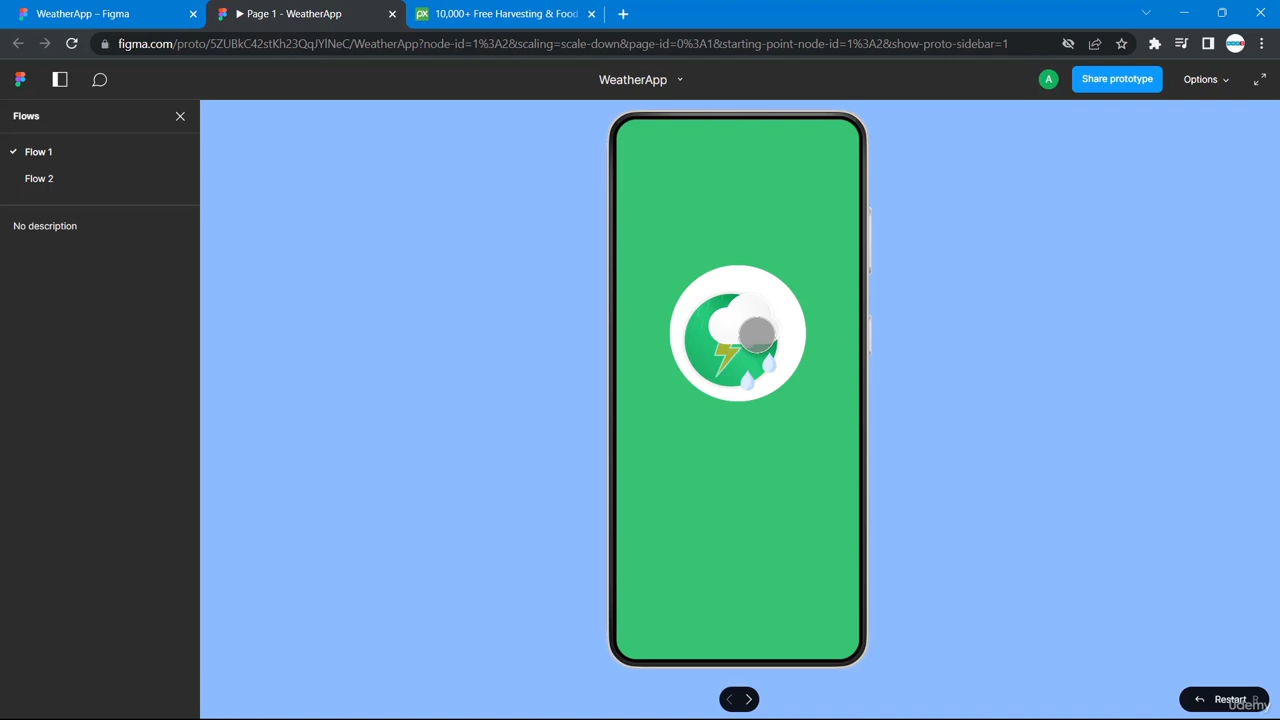 WeatherApp – Figma
▶ Page 1 - WeatherApp
px
10,000+ Free Harvesting & Food
figma.com/proto/5ZUBkC42stKh23QqJYlNeC/WeatherApp?node-id=1%3A2&scaling=scale-down&page-id=0%3A1&starting-point-node-id=1%3A2&show-proto-sidebar=1
WeatherApp
A
Share prototype
Options
Flows
Flow 1
Flow 2
No description
Restart R
udemy